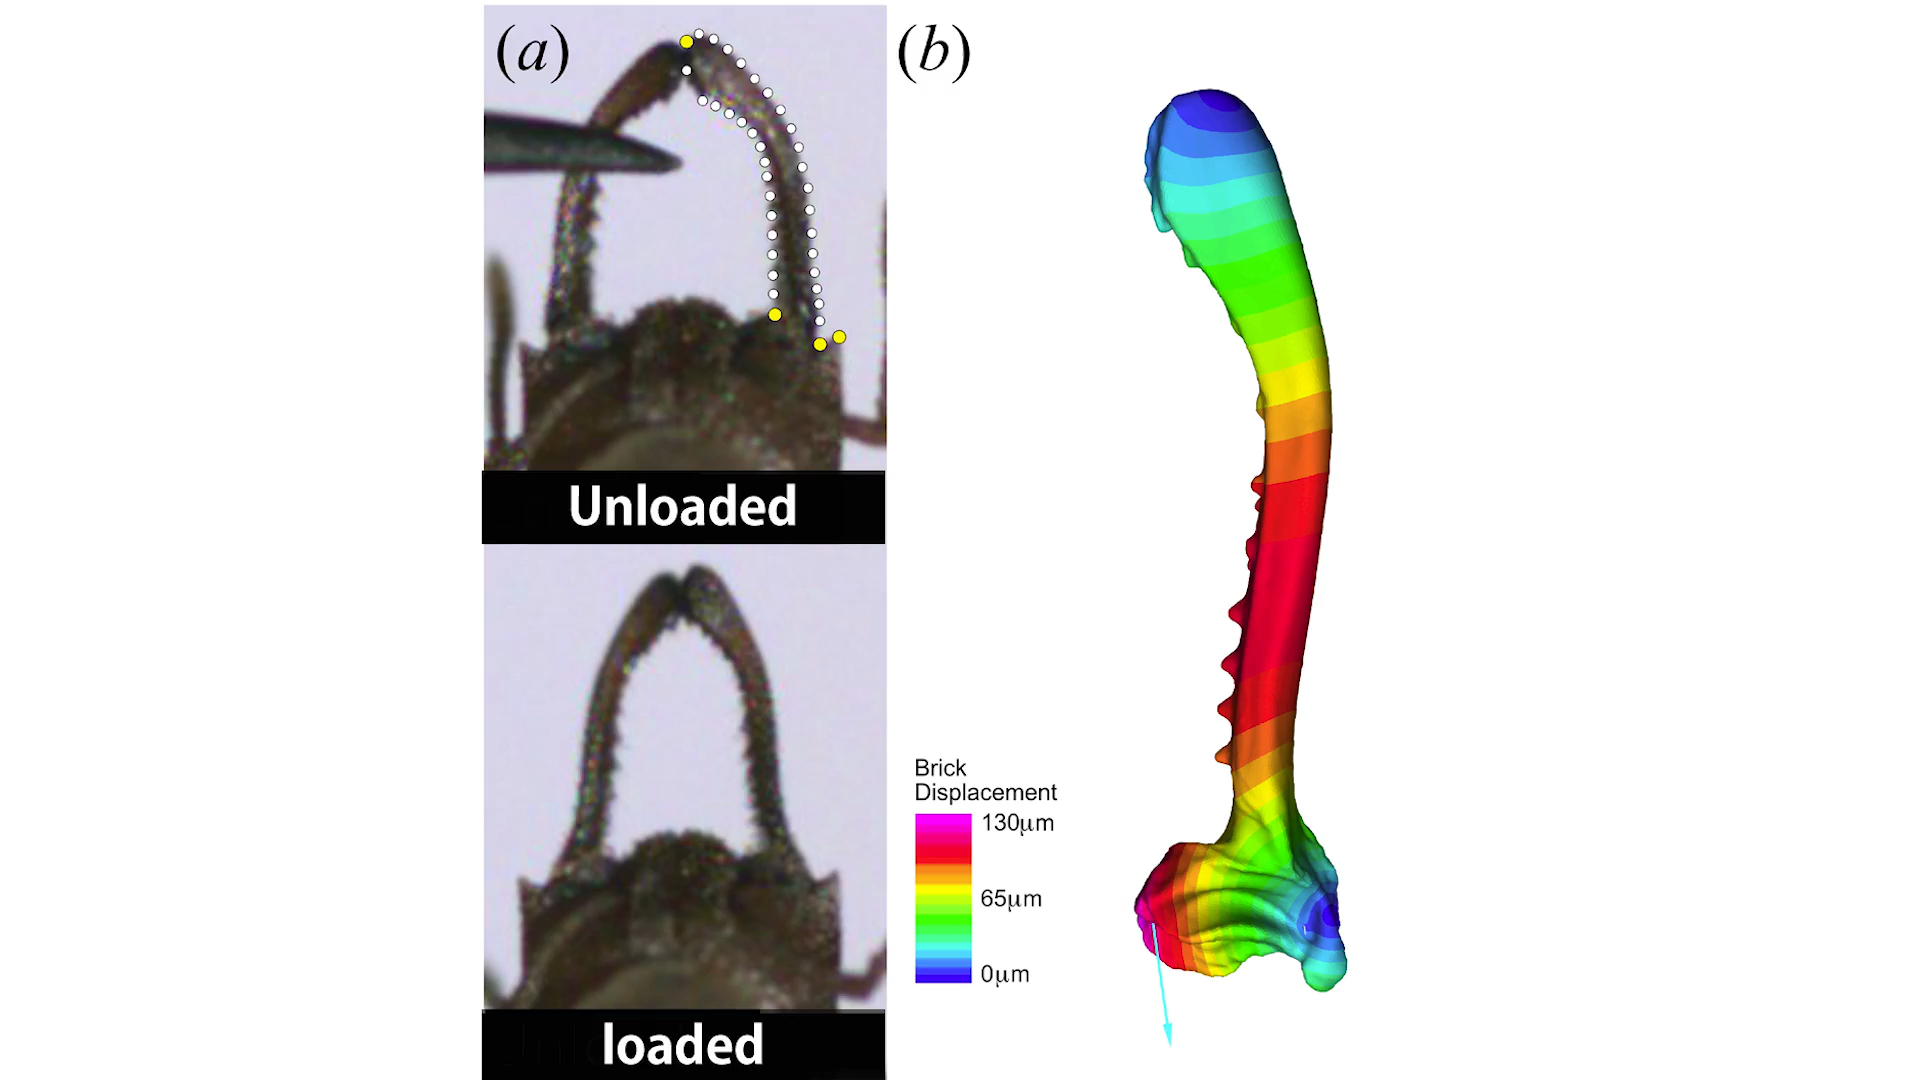 (a)
Unloaded
loaded
(b)
Brick
Displacement
130μm
65μm
0μm